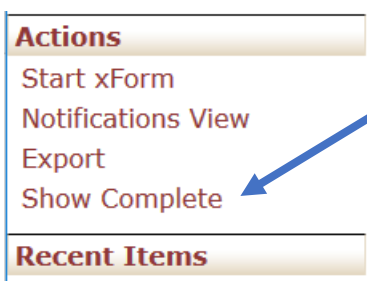 Actions
Start xForm
Notifications View
Export
Show Complete
Recent Items